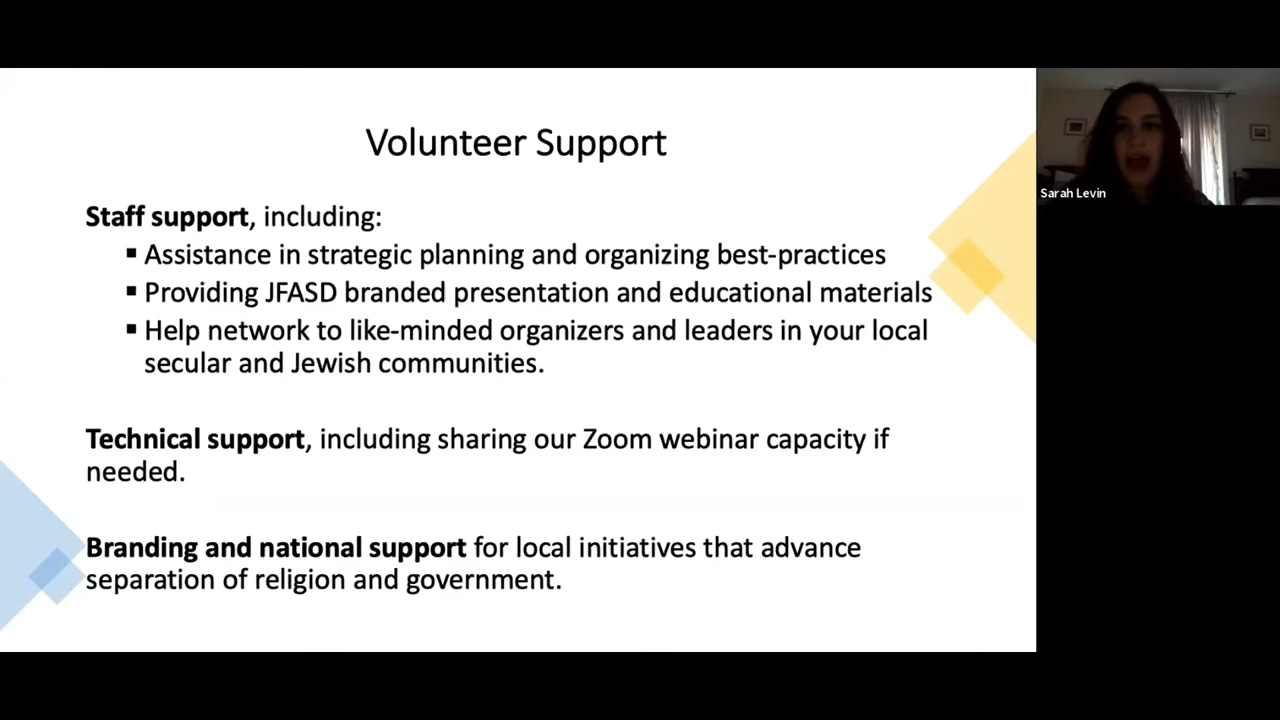 Volunteer Support
Staff support, including:
▪ Assistance in strategic planning and organizing best-practices
▪ Providing JFASD branded presentation and educational materials
▪ Help network to like-minded organizers and leaders in your local
secular and Jewish communities.
Technical support, including sharing our Zoom webinar capacity if
needed.
Branding and national support for local initiatives that advance
separation of religion and government.
Sarah Levin